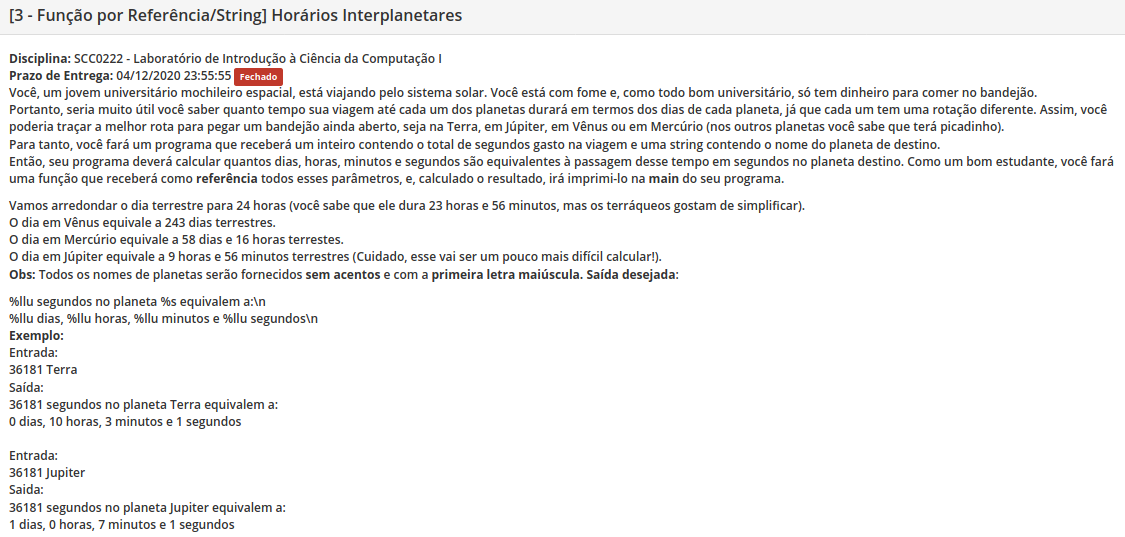 [3 - Função por Referência/String] Horários Interplanetares
Disciplina: SCC0222 - Laboratório de Introdução à Ciência da Computação I
Prazo de Entrega: 04/12/2020 23:55:55 Fechado
Você, um jovem universitário mochileiro espacial, está viajando pelo sistema solar. Você está com fome e, como todo bom universitário, só tem dinheiro para comer no bandejão.
Portanto, seria muito útil você saber quanto tempo sua viagem até cada um dos planetas durará em termos dos dias de cada planeta, já que cada um tem uma rotação diferente. Assim, você
poderia traçar a melhor rota para pegar um bandejão ainda aberto, seja na Terra, em Júpiter, em Vênus ou em Mercúrio (nos outros planetas você sabe que terá picadinho).
Para tanto, você fará um programa que receberá um inteiro contendo o total de segundos gasto na viagem e uma string contendo o nome do planeta de destino.
Então, seu programa deverá calcular quantos dias, horas, minutos e segundos são equivalentes à passagem desse tempo em segundos no planeta destino. Como um bom estudante, você fará
uma função que receberá como referência todos esses parâmetros, e, calculado o resultado, irá imprimi-lo na main do seu programa.
Vamos arredondar o dia terrestre para 24 horas (você sabe que ele dura 23 horas e 56 minutos, mas os terráqueos gostam de simplificar).
O dia em Vênus equivale a 243 dias terrestres.
O dia em Mercúrio equivale a 58 dias e 16 horas terrestes.
O dia em Júpiter equivale a 9 horas e 56 minutos terrestres (Cuidado, esse vai ser um pouco mais difícil calcular!).
Obs: Todos os nomes de planetas serão fornecidos sem acentos e com a primeira letra maiúscula. Saída desejada:
%llu segundos no planeta %s equivalem a:\n
%llu dias, %llu horas, %llu minutos e %llu segundos\n
Exemplo:
Entrada:
36181 Terra
Saída:
36181 segundos no planeta Terra equivalem a:
0 dias, 10 horas, 3 minutos e 1 segundos
Entrada:
36181 Jupiter
Saida:
36181 segundos no planeta Jupiter equivalem a:
1 dias, 0 horas, 7 minutos e 1 segundos